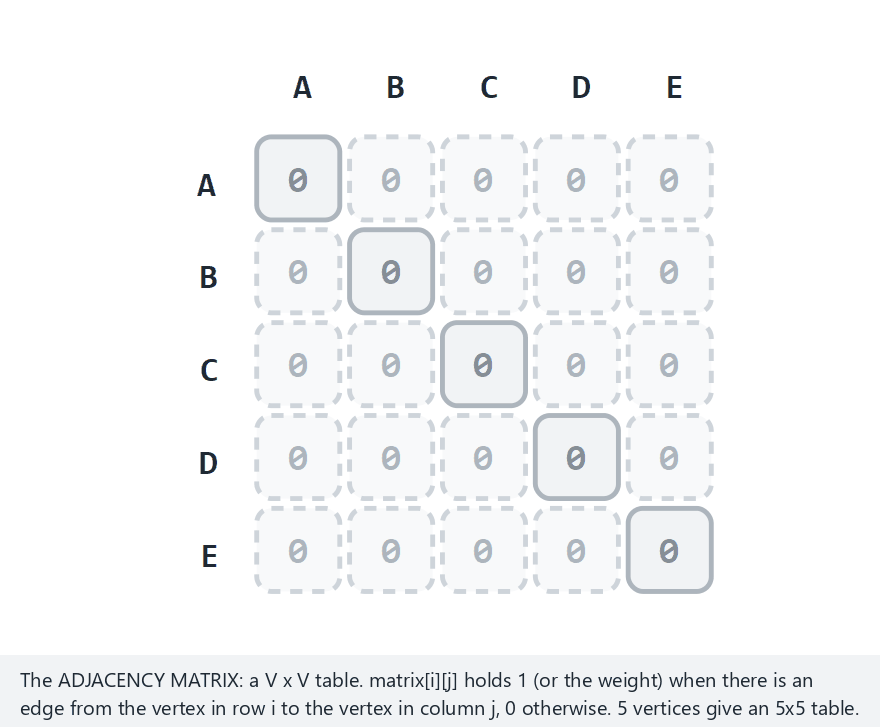 A B C D E
A 0 0 0 0 0
B 0 0 0 0 0
C 0 0 0 0 0
D 0 0 0 0 0
E 0 0 0 0 0
The ADJACENCY MATRIX: a V x V table. matrix[i][j] holds 1 (or the weight) when there is an
edge from the vertex in row i to the vertex in column j, 0 otherwise. 5 vertices give an 5x5 table.